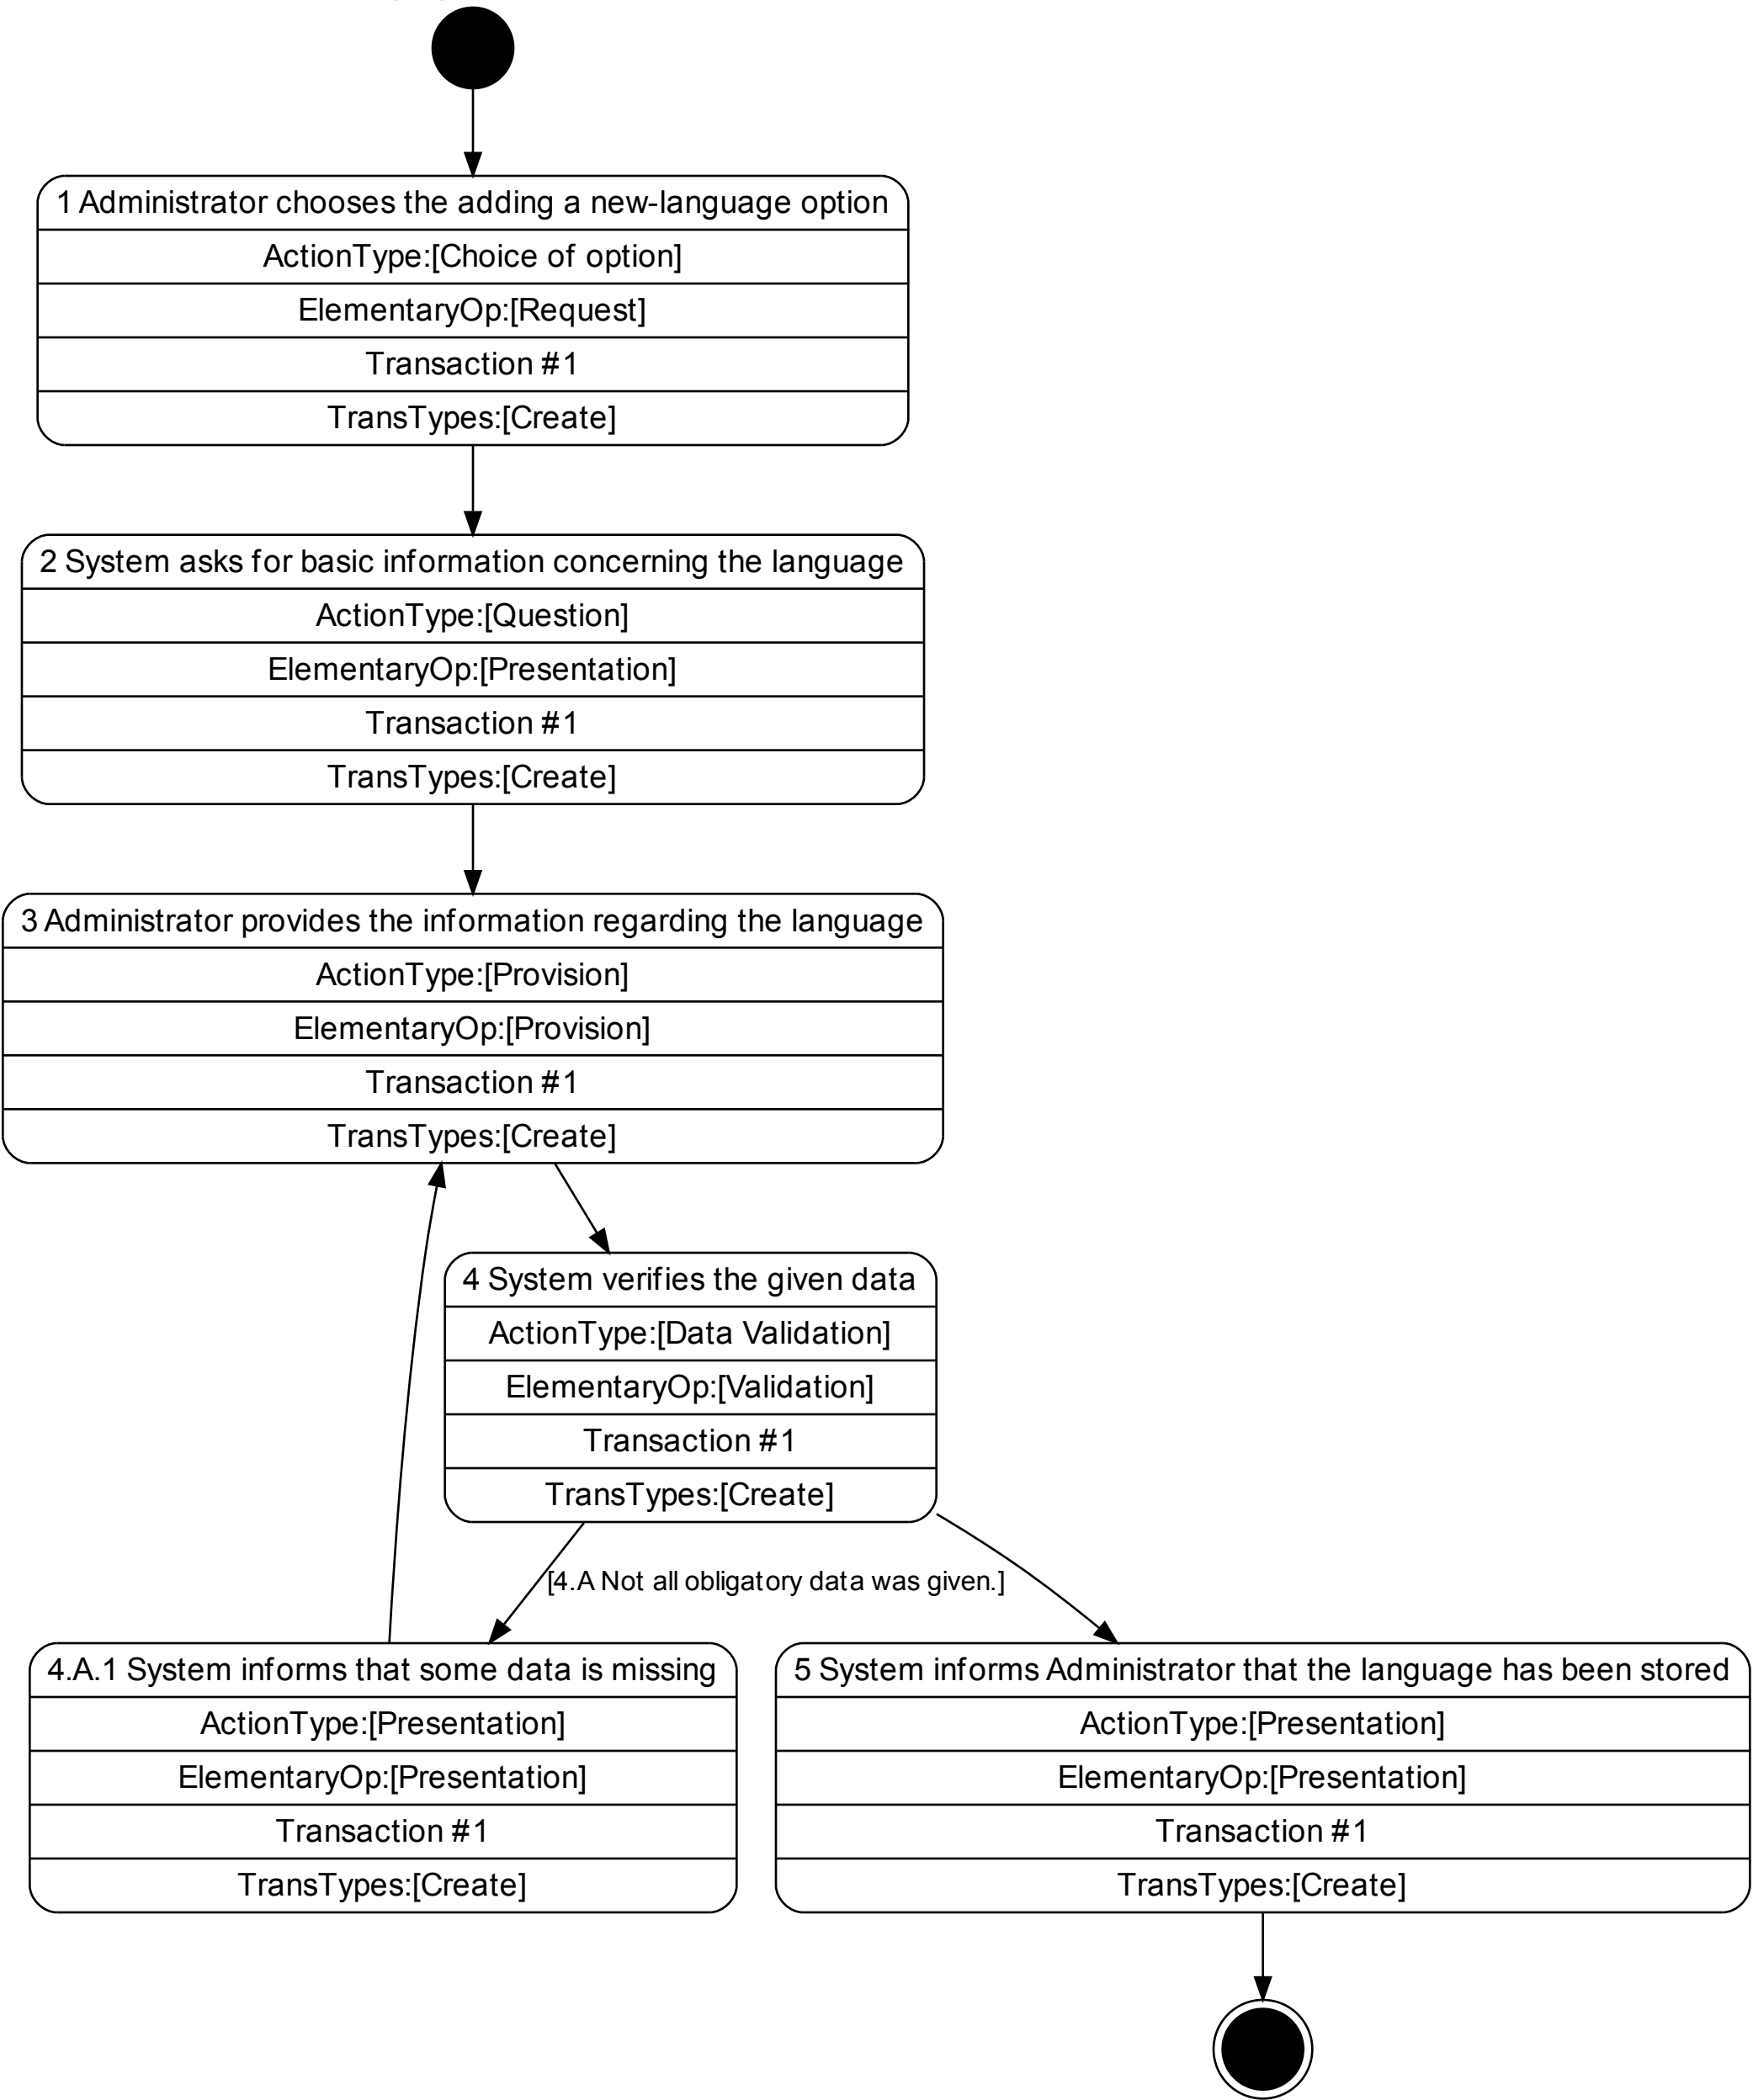 1 Administrator chooses the adding a new-language option
ActionType:[Choice of option]
ElementaryOp:[Request]
Transaction #1
TransTypes:[Create]
2 System asks for basic information concerning the language
ActionType:[Question]
ElementaryOp:[Presentation]
Transaction #1
TransTypes:[Create]
3 Administrator provides the information regarding the language
ActionType:[Provision]
ElementaryOp:[Provision]
Transaction #1
TransTypes:[Create]
4 System verifies the given data
ActionType:[Data Validation]
ElementaryOp:[Validation]
Transaction #1
TransTypes:[Create]
[4.A Not all obligatory data was given.]
4.A.1 System informs that some data is missing
ActionType:[Presentation]
ElementaryOp:[Presentation]
Transaction #1
TransTypes:[Create]
5 System informs Administrator that the language has been stored
ActionType:[Presentation]
ElementaryOp:[Presentation]
Transaction #1
TransTypes:[Create]